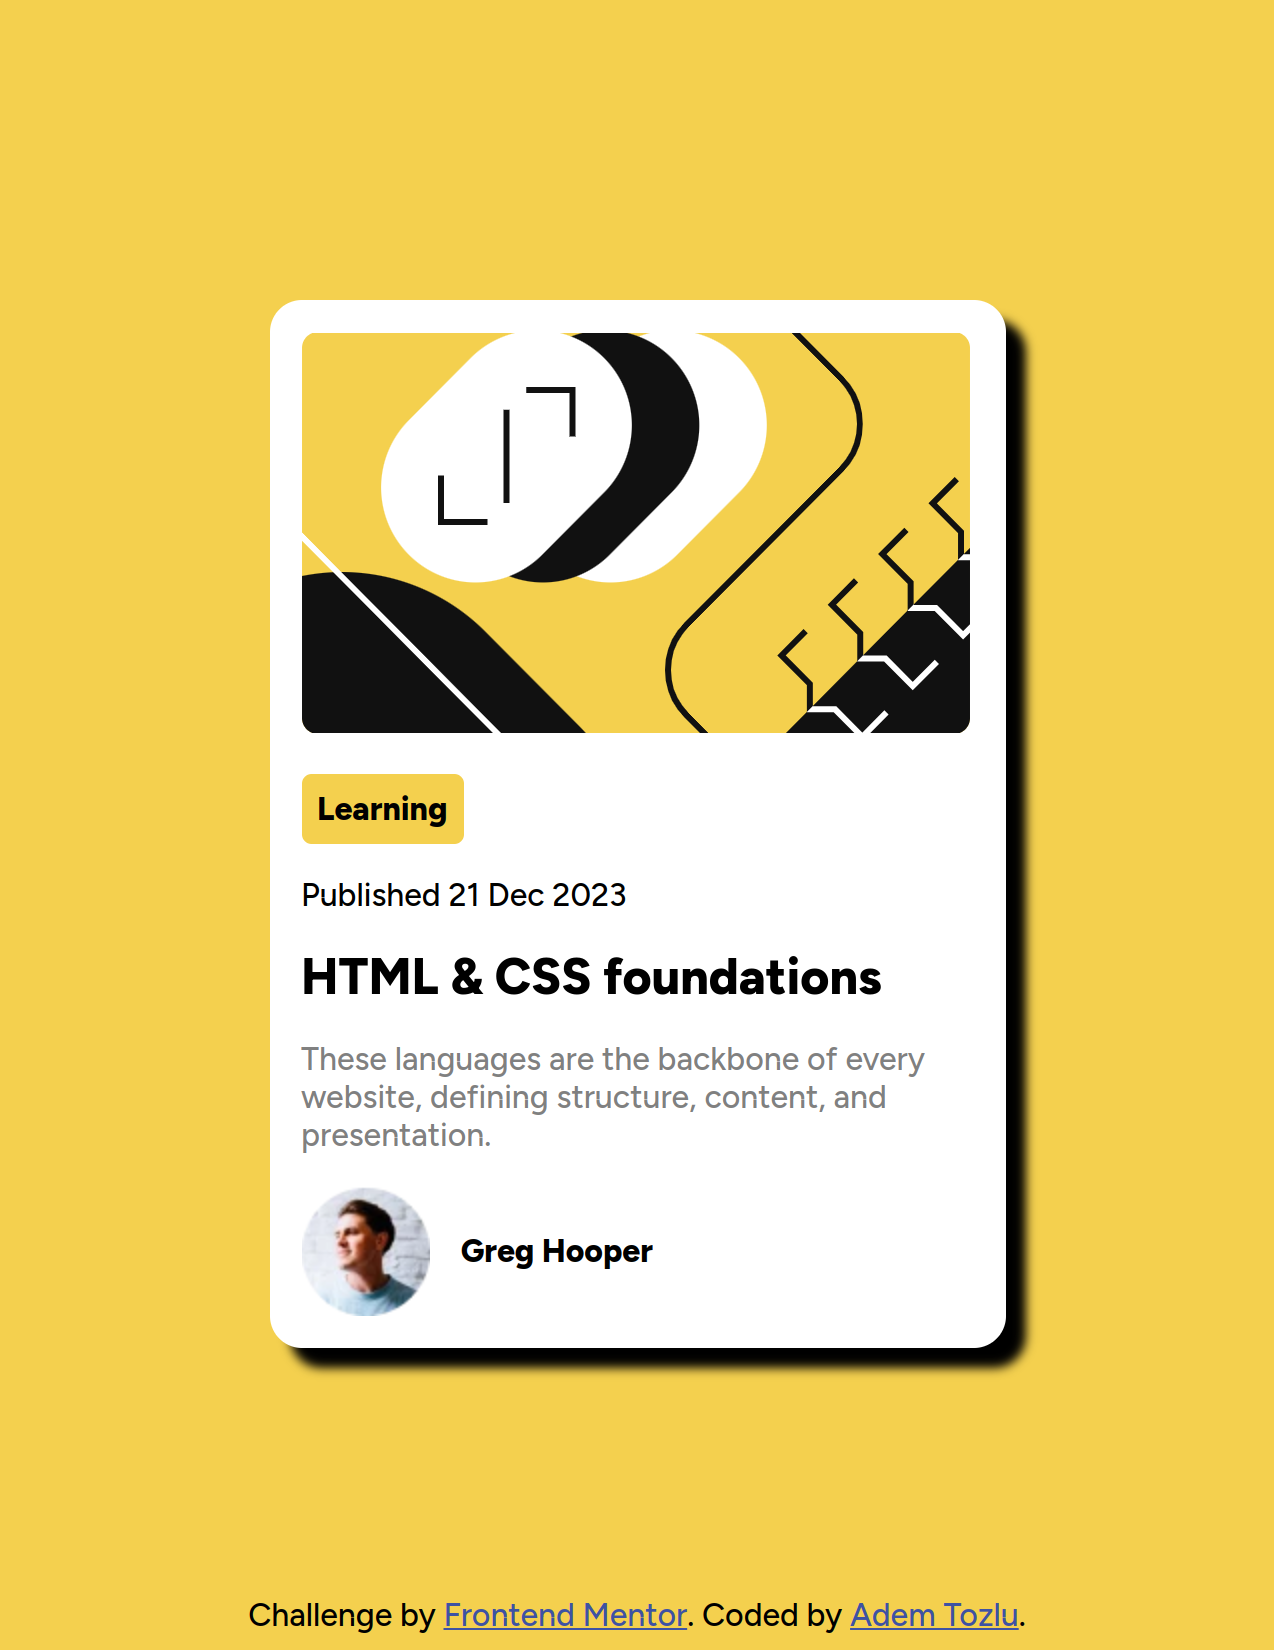 Learning
Published 21 Dec 2023
HTML & CSS foundations
These languages are the backbone of every
website, defining structure, content, and
presentation.
Greg Hooper
Challenge by Frontend Mentor. Coded by Adem Tozlu.